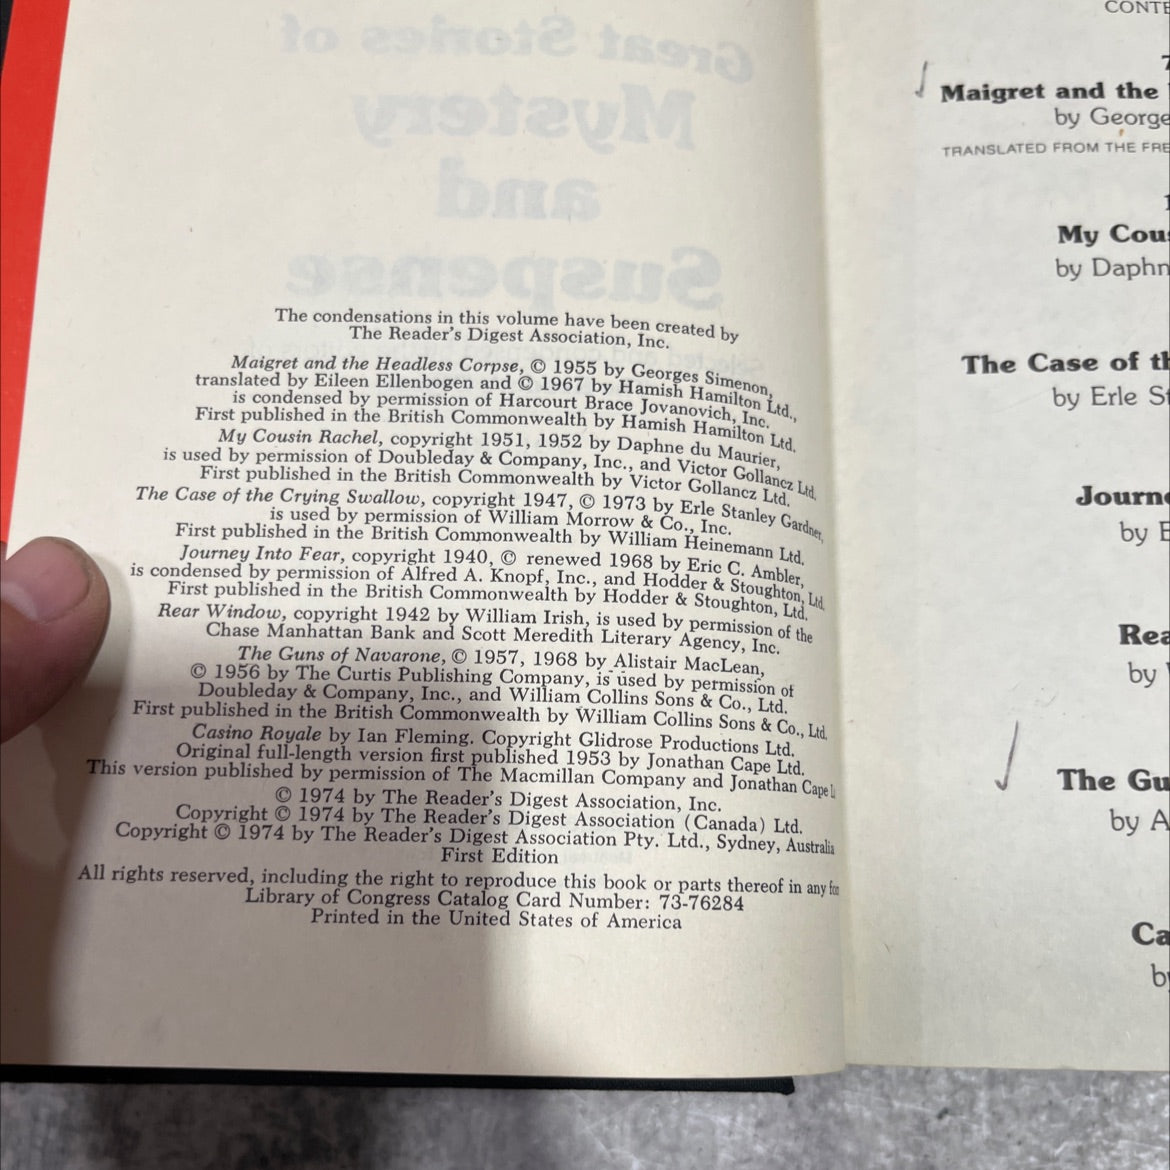 Great Stories of
Mystery
and
Suspense
The condensations in this volume have been created by
The Reader's Digest Association, Inc.
Maigret and the Headless Corpse, © 1955 by Georges Simenon,
translated by Eileen Ellenbogen and © 1967 by Hamish Hamilton Ltd.,
is condensed by permission of Harcourt Brace Jovanovich, Inc.
First published in the British Commonwealth by Hamish Hamilton Ltd.
My Cousin Rachel, copyright 1951, 1952 by Daphne du Maurier,
is used by permission of Doubleday & Company, Inc., and Victor Gollancz Ltd.
First published in the British Commonwealth by Victor Gollancz Ltd.
The Case of the Crying Swallow, copyright 1947, © 1973 by Erle Stanley Gardner,
is used by permission of William Morrow & Co., Inc.
First published in the British Commonwealth by William Heinemann Ltd.
Journey Into Fear, copyright 1940, © renewed 1968 by Eric C. Ambler,
is condensed by permission of Alfred A. Knopf, Inc., and Hodder & Stoughton, Ltd.
First published in the British Commonwealth by Hodder & Stoughton, Ltd.
Rear Window, copyright 1942 by William Irish, is used by permission of the
Chase Manhattan Bank and Scott Meredith Literary Agency, Inc.
The Guns of Navarone, © 1957, 1968 by Alistair MacLean,
© 1956 by The Curtis Publishing Company, is used by permission of
Doubleday & Company, Inc., and William Collins Sons & Co., Ltd.
First published in the British Commonwealth by William Collins Sons & Co., Ltd.
Casino Royale by Ian Fleming. Copyright Glidrose Productions Ltd.
Original full-length version first published 1953 by Jonathan Cape Ltd.
This version published by permission of The Macmillan Company and Jonathan Cape L
© 1974 by The Reader's Digest Association, Inc.
Copyright © 1974 by The Reader's Digest Association (Canada) Ltd.
Copyright © 1974 by The Reader's Digest Association Pty. Ltd., Sydney, Australia
First Edition
All rights reserved, including the right to reproduce this book or parts thereof in any for
Library of Congress Catalog Card Number: 73-76284
Printed in the United States of America
CONTE
7
Maigret and the
by George
TRANSLATED FROM THE FRE
1
My Cous
by Daphn
The Case of th
by Erle St
Journe
by E
Rea
by
The Gu
by A
Ca
by